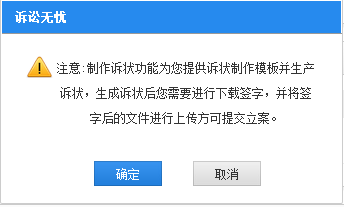 诉讼无忧
注意:制作诉状功能为您提供诉状制作模板并生产
诉状，生成诉状后您需要进行下载签字，并将签
字后的文件进行上传方可提交立案。
确定
取消